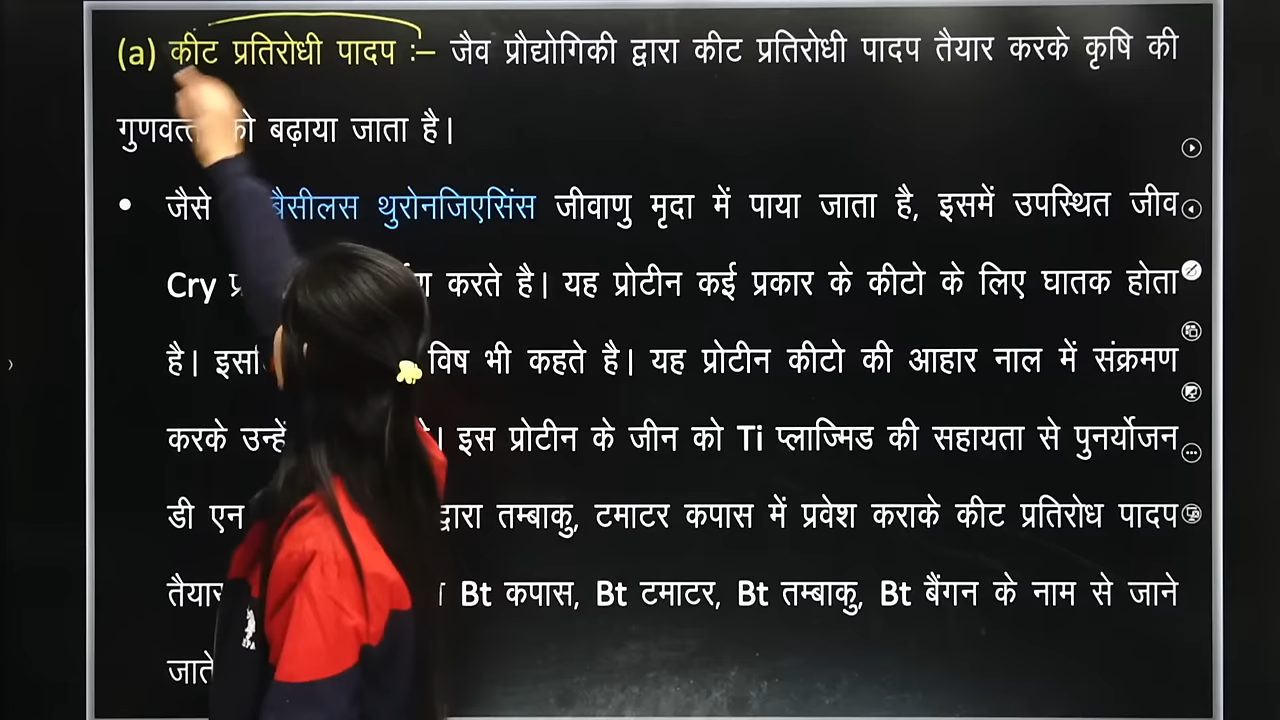 (a) कीट प्रतिरोधी पादप :– जैव प्रौद्योगिकी द्वारा कीट प्रतिरोधी पादप तैयार करके कृषि की
बढ़ाया जाता है।
• जैसे बैसीलस थुरोनजिएसिंस जीवाणु मृदा में पाया जाता है, इसमें उपस्थित जीव
Cry करते है। यह प्रोटीन कई प्रकार के कीटो के लिए घातक होता
है। विष भी कहते है। यह प्रोटीन कीटो की आहार नाल में संक्रमण
करके उन्हें इस प्रोटीन के जीन को Ti प्लाज्मिड की सहायता से पुनर्योजन
डी एन द्वारा तम्बाकु, टमाटर कपास में प्रवेश कराके कीट प्रतिरोध पादप
Bt कपास, Bt टमाटर, Bt तम्बाकु, Bt बैंगन के नाम से जाने